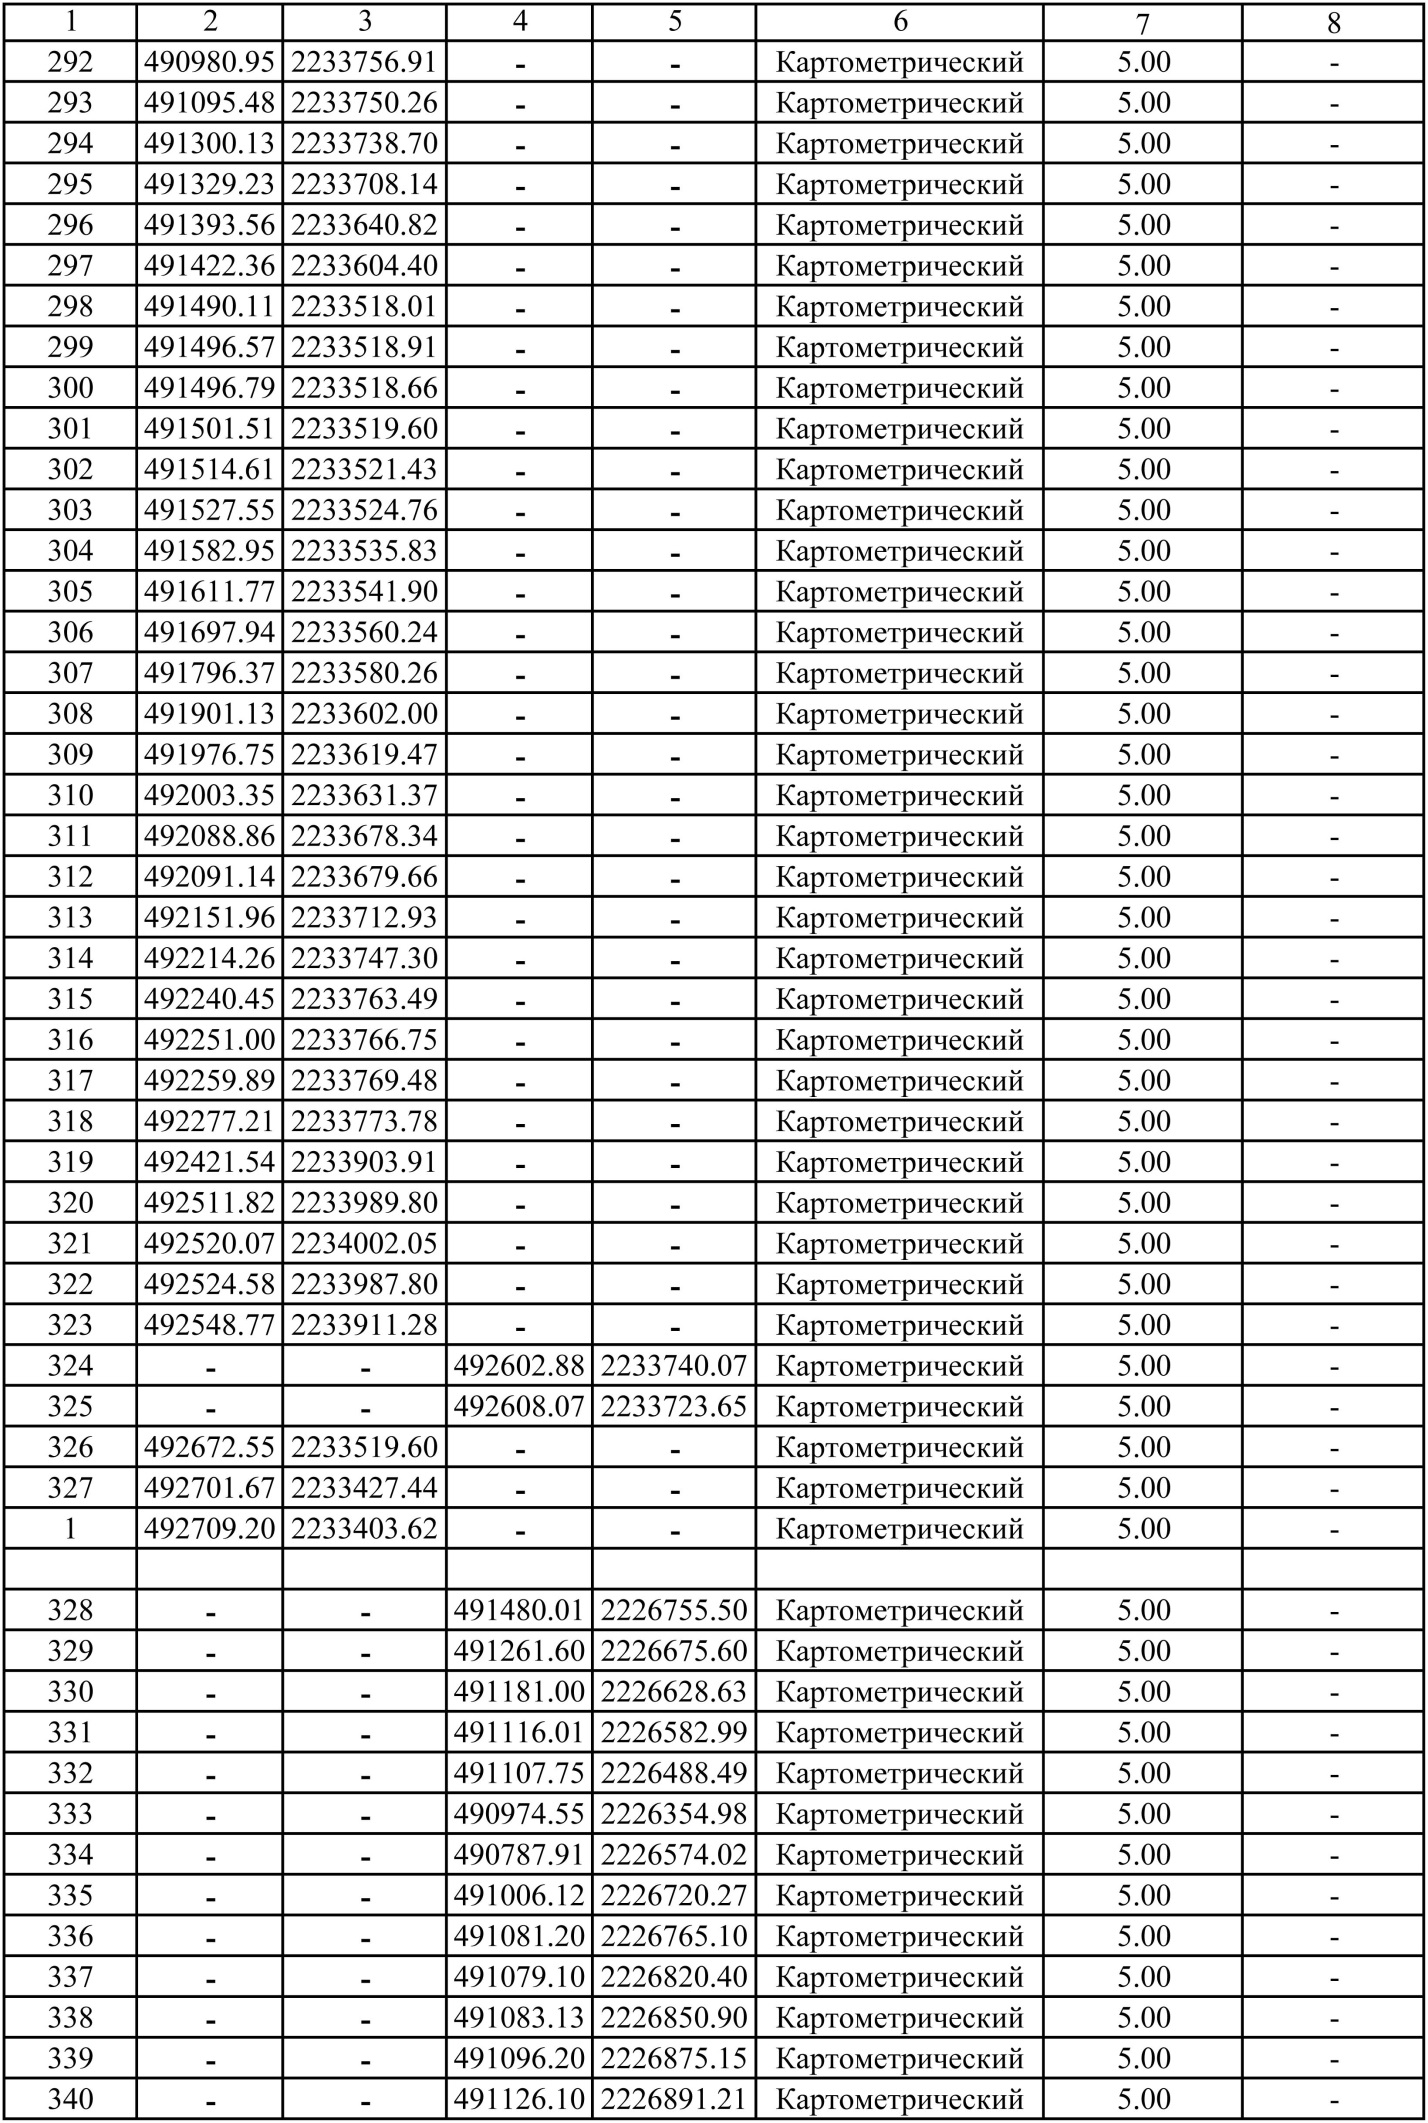 1 2 3 4 5 6 7 8
292 490980.95 2233756.91 - - Картометрический 5.00 -
293 491095.48 2233750.26 - - Картометрический 5.00 -
294 491300.13 2233738.70 - - Картометрический 5.00 -
295 491329.23 2233708.14 - - Картометрический 5.00 -
296 491393.56 2233640.82 - - Картометрический 5.00 -
297 491422.36 2233604.40 - - Картометрический 5.00 -
298 491490.11 2233518.01 - - Картометрический 5.00 -
299 491496.57 2233518.91 - - Картометрический 5.00 -
300 491496.79 2233518.66 - - Картометрический 5.00 -
301 491501.51 2233519.60 - - Картометрический 5.00 -
302 491514.61 2233521.43 - - Картометрический 5.00 -
303 491527.55 2233524.76 - - Картометрический 5.00 -
304 491582.95 2233535.83 - - Картометрический 5.00 -
305 491611.77 2233541.90 - - Картометрический 5.00 -
306 491697.94 2233560.24 - - Картометрический 5.00 -
307 491796.37 2233580.26 - - Картометрический 5.00 -
308 491901.13 2233602.00 - - Картометрический 5.00 -
309 491976.75 2233619.47 - - Картометрический 5.00 -
310 492003.35 2233631.37 - - Картометрический 5.00 -
311 492088.86 2233678.34 - - Картометрический 5.00 -
312 492091.14 2233679.66 - - Картометрический 5.00 -
313 492151.96 2233712.93 - - Картометрический 5.00 -
314 492214.26 2233747.30 - - Картометрический 5.00 -
315 492240.45 2233763.49 - - Картометрический 5.00 -
316 492251.00 2233766.75 - - Картометрический 5.00 -
317 492259.89 2233769.48 - - Картометрический 5.00 -
318 492277.21 2233773.78 - - Картометрический 5.00 -
319 492421.54 2233903.91 - - Картометрический 5.00 -
320 492511.82 2233989.80 - - Картометрический 5.00 -
321 492520.07 2234002.05 - - Картометрический 5.00 -
322 492524.58 2233987.80 - - Картометрический 5.00 -
323 492548.77 2233911.28 - - Картометрический 5.00 -
324 - - 492602.88 2233740.07 Картометрический 5.00 -
325 - - 492608.07 2233723.65 Картометрический 5.00 -
326 492672.55 2233519.60 - - Картометрический 5.00 -
327 492701.67 2233427.44 - - Картометрический 5.00 -
1 492709.20 2233403.62 - - Картометрический 5.00 -
328 - - 491480.01 2226755.50 Картометрический 5.00 -
329 - - 491261.60 2226675.60 Картометрический 5.00 -
330 - - 491181.00 2226628.63 Картометрический 5.00 -
331 - - 491116.01 2226582.99 Картометрический 5.00 -
332 - - 491107.75 2226488.49 Картометрический 5.00 -
333 - - 490974.55 2226354.98 Картометрический 5.00 -
334 - - 490787.91 2226574.02 Картометрический 5.00 -
335 - - 491006.12 2226720.27 Картометрический 5.00 -
336 - - 491081.20 2226765.10 Картометрический 5.00 -
337 - - 491079.10 2226820.40 Картометрический 5.00 -
338 - - 491083.13 2226850.90 Картометрический 5.00 -
339 - - 491096.20 2226875.15 Картометрический 5.00 -
340 - - 491126.10 2226891.21 Картометрический 5.00 -